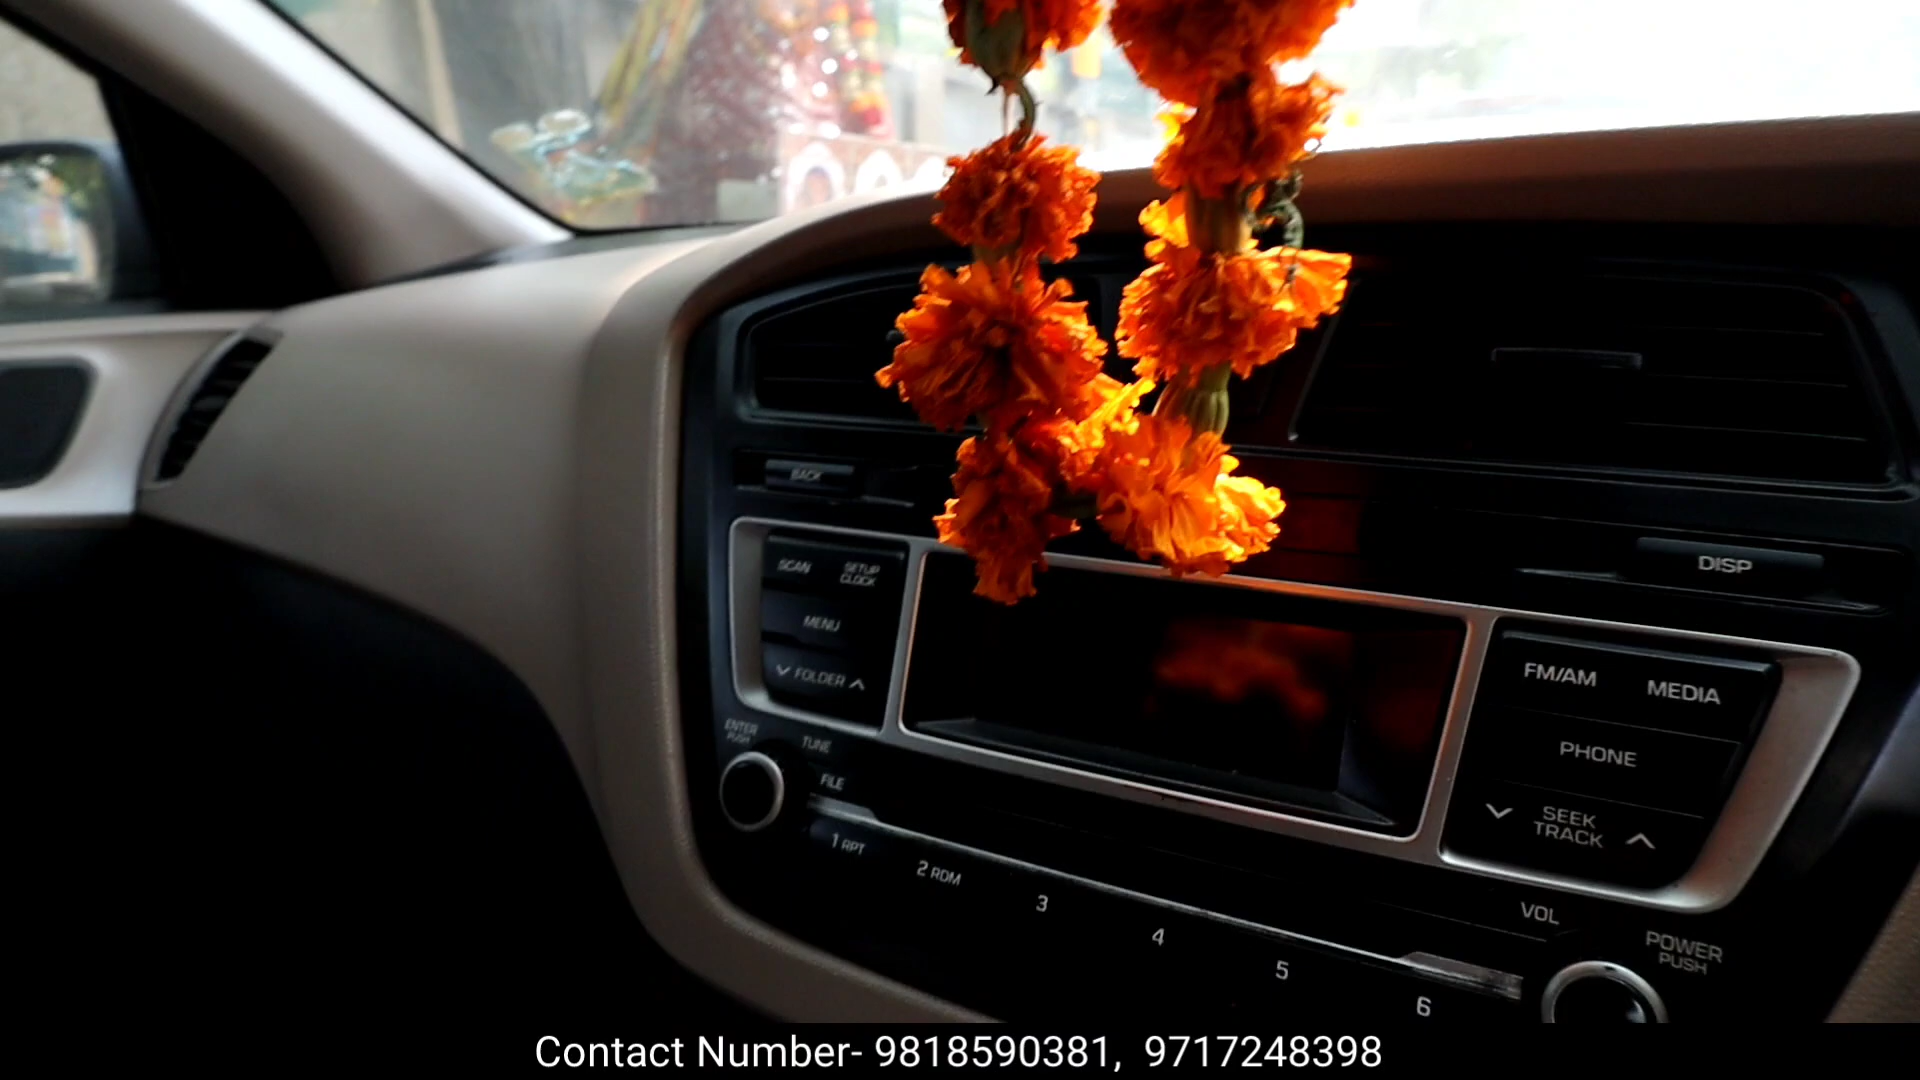 BACK
DISP
SCAN
SETUP
CLOCK
MENU
FOLDER
FM/AM
MEDIA
PHONE
SEEK
TRACK
ENTER
PUSH
TUNE
FILE
1 RPT
2 RDM
3
4
5
6
VOL
POWER
PUSH
Contact Number- 9818590381, 9717248398